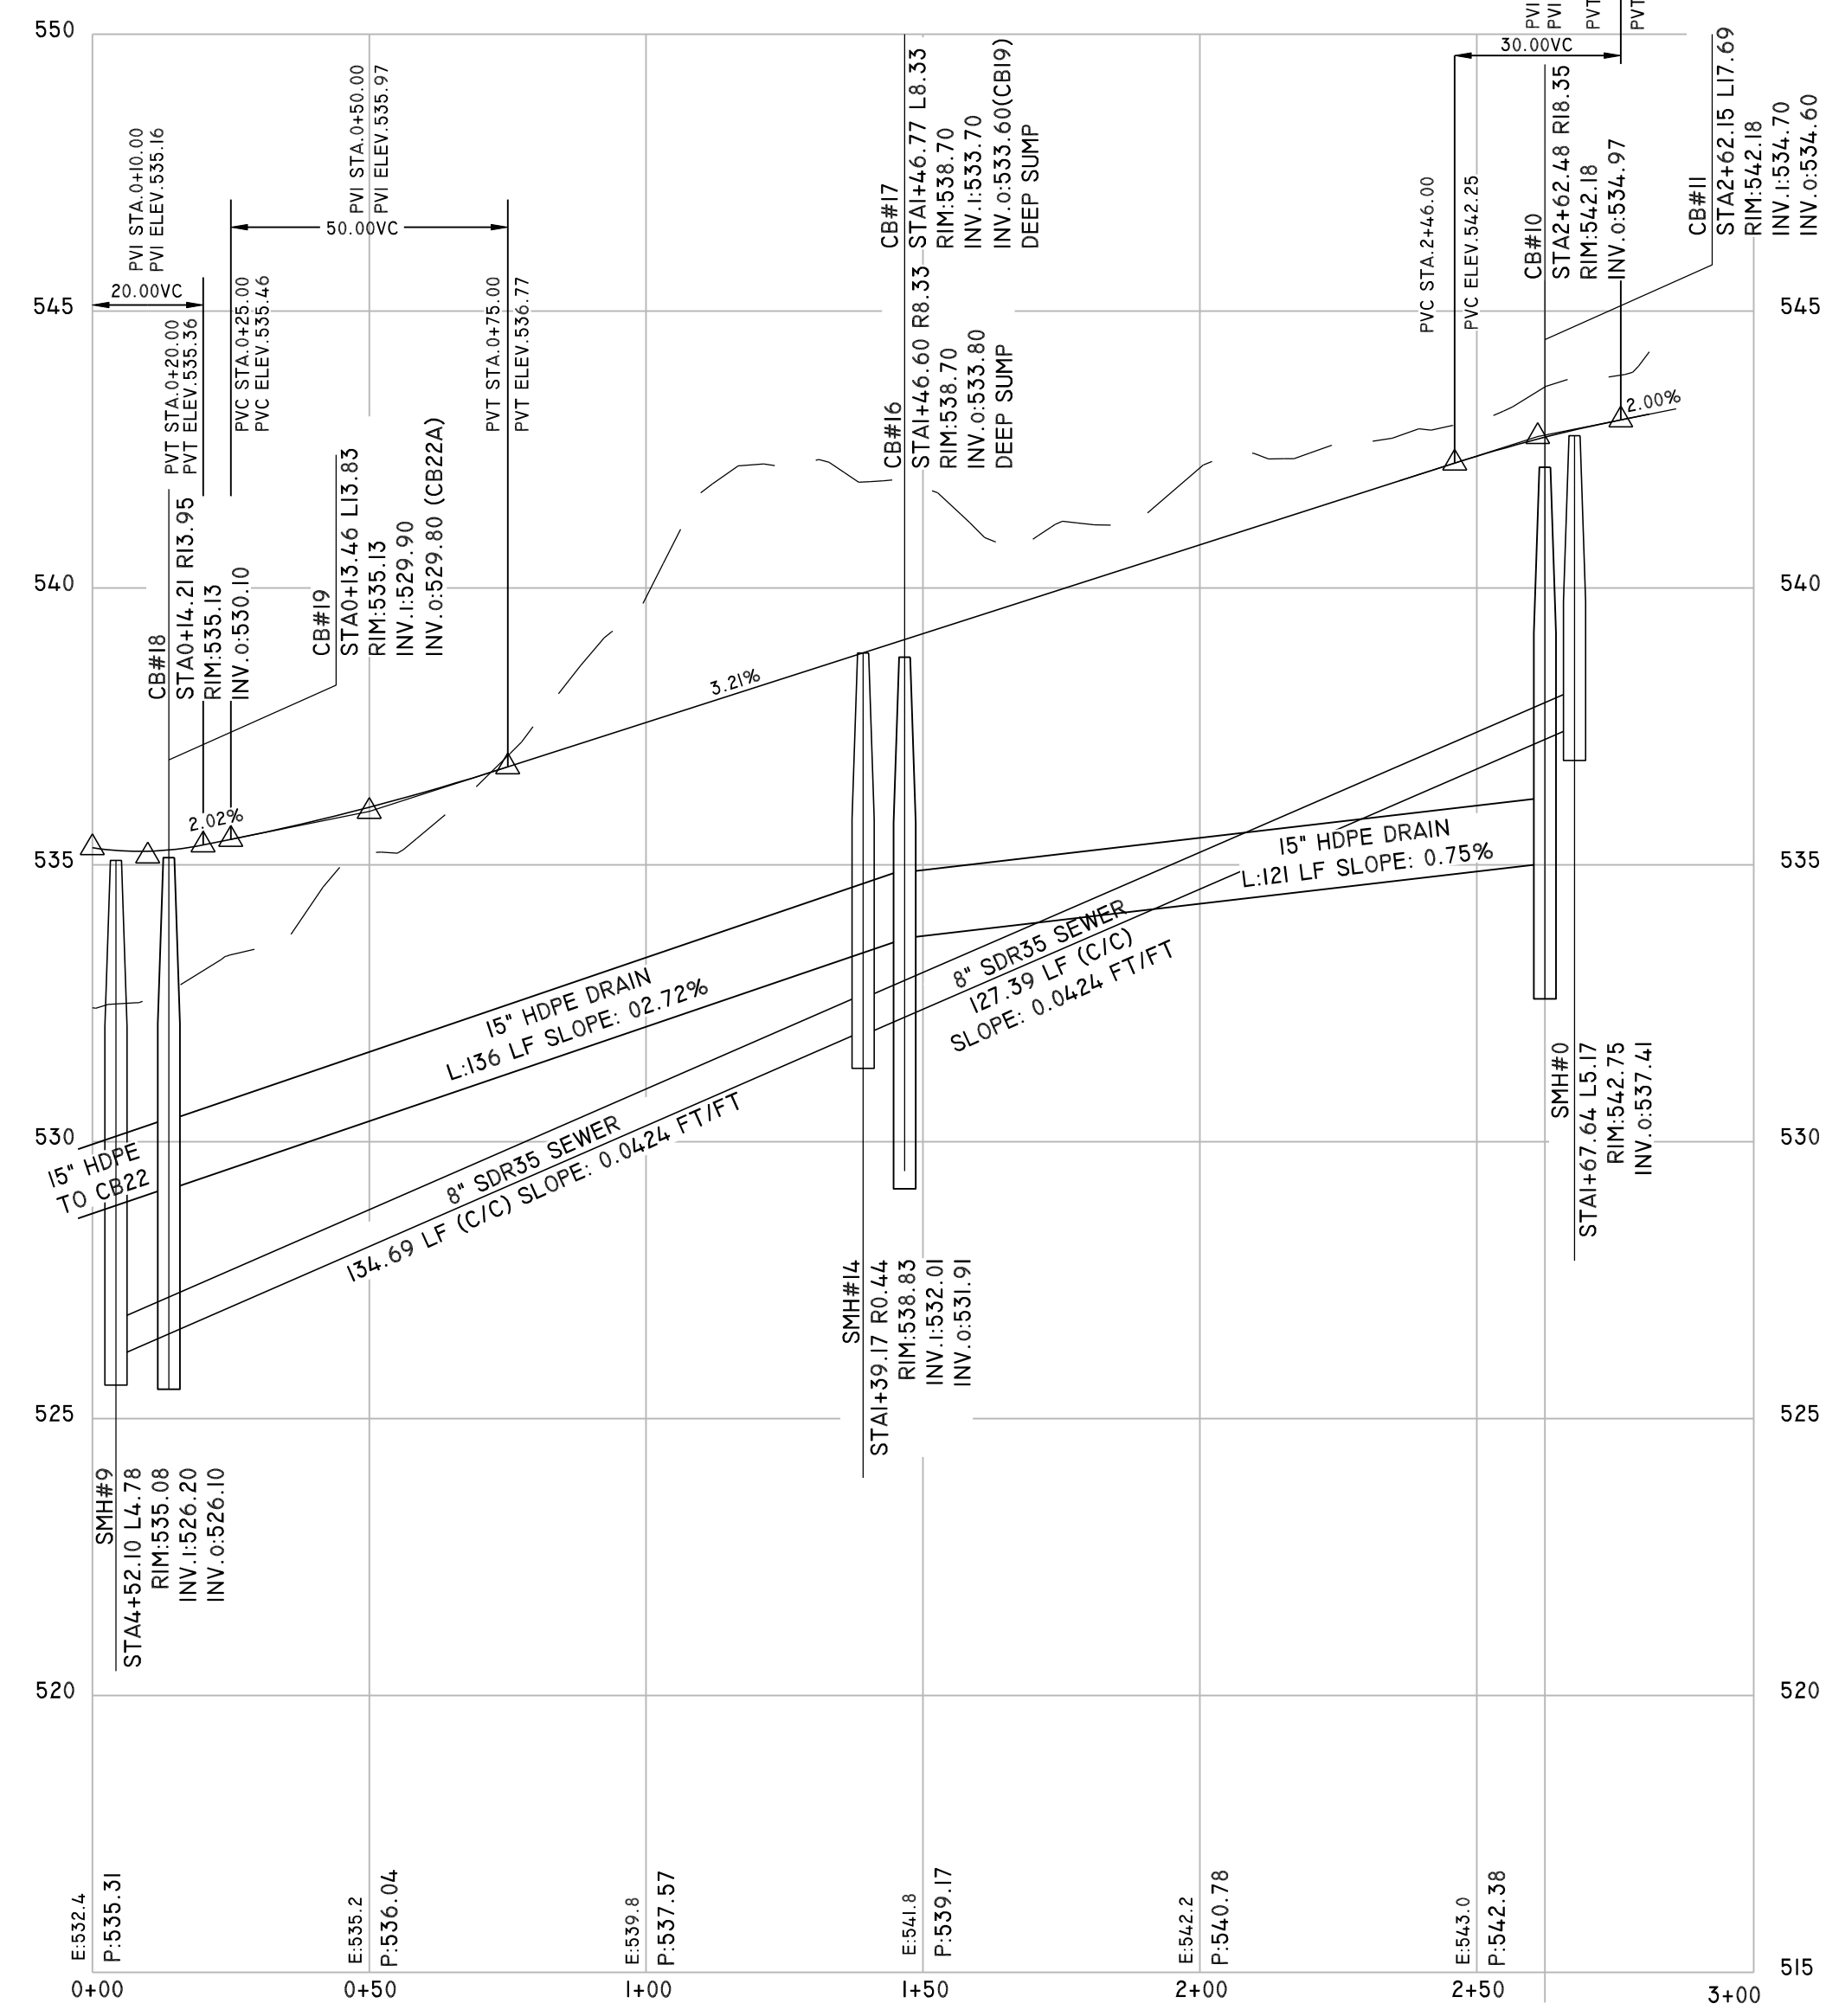 550
545
540
535
530
525
520
545
540
535
530
525
520
515
PVI STA.0+10.00
PVI ELEV.535.16
20.00VC
PVT STA.0+20.00
PVT ELEV.535.36
PVC STA.0+25.00
PVC ELEV.535.46
PVI STA.0+50.00
PVI ELEV.535.97
50.00VC
PVT STA.0+75.00
PVT ELEV.536.77
CB#18
STA0+14.21 R13.95
RIM:535.13
INV.O:530.10
CB#19
STA0+13.46 L13.83
RIM:535.13
INV.I:529.90
INV.O:529.80 (CB22A)
CB#17
STA1+46.77 L8.33
RIM:538.70
INV.I:533.70
INV.O:533.60(CB19)
DEEP SUMP
CB#16
STA1+46.60 R8.33
RIM:538.70
INV.O:533.80
DEEP SUMP
PVI
PVI
PVT
PVT
30.00VC
PVC STA.2+46.00
PVC ELEV.542.25
CB#10
STA2+62.48 R18.35
RIM:542.18
INV.O:534.97
CB#11
STA2+62.15 L17.69
RIM:542.18
INV.I:534.70
INV.O:534.60
2.02%
3.21%
2.00%
15" HDPE DRAIN
L:136 LF SLOPE: 02.72%
15" HDPE DRAIN
L:121 LF SLOPE: 0.75%
8" SDR35 SEWER
127.39 LF (C/C)
SLOPE: 0.0424 FT/FT
8" SDR35 SEWER
134.69 LF (C/C) SLOPE: 0.0424 FT/FT
15" HDPE
TO CB22
SMH#9
STA4+52.10 L4.78
RIM:535.08
INV.I:526.20
INV.O:526.10
SMH#14
STA1+39.17 R0.44
RIM:538.83
INV.I:532.01
INV.O:531.91
SMH#0
STA1+67.64 L5.17
RIM:542.75
INV.O:537.41
E:532.4
P:535.31
E:535.2
P:536.04
E:539.8
P:537.57
E:541.8
P:539.17
E:542.2
P:540.78
E:543.0
P:542.38
0+00
0+50
1+00
1+50
2+00
2+50
3+00